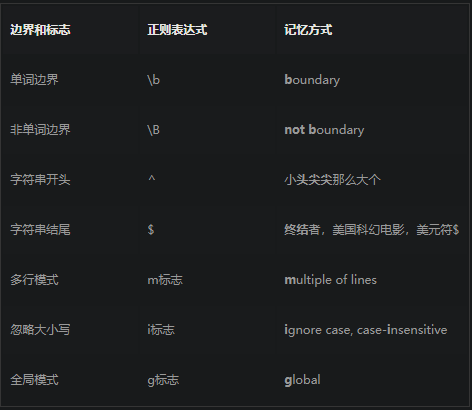 边界和标志 正则表达式 记忆方式
单词边界 \b boundary
非单词边界 \B not boundary
字符串开头 ^ 小头尖尖那么大个
字符串结尾 $ 终结者，美国科幻电影，美元符$
多行模式 m标志 multiple of lines
忽略大小写 i标志 ignore case, case-insensitive
全局模式 g标志 global